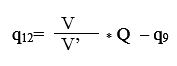 q12= V/V’ * Q – q9